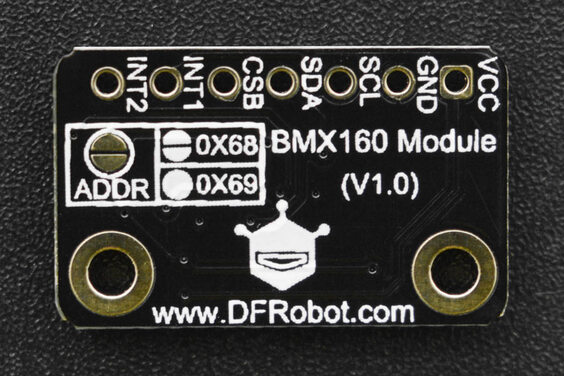 INT2 INT1 CSB SDA SCL GND VCC
ADDR
0X68
0X69
BMX160 Module
(V1.0)
www.DFRobot.com